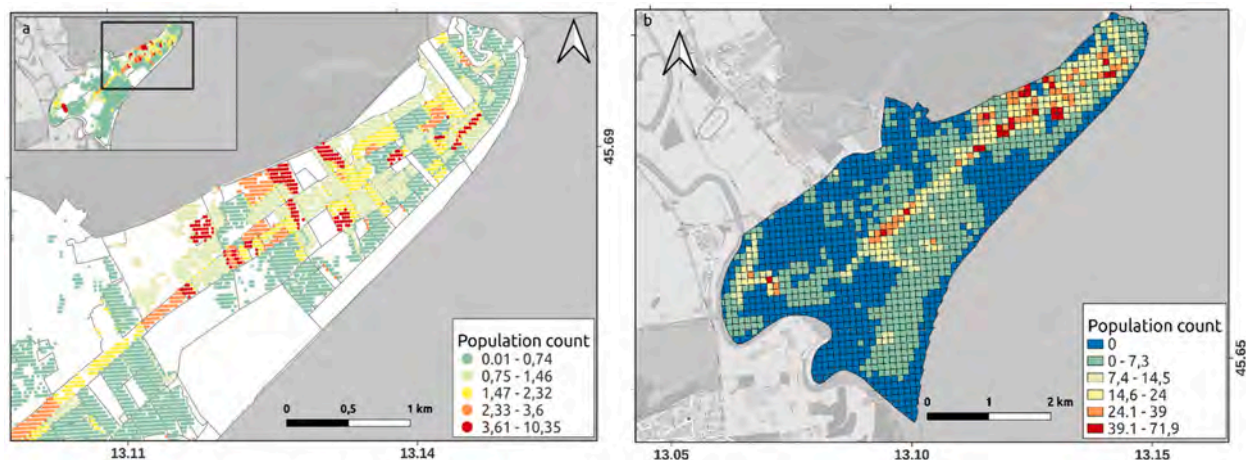 a
45.69
Population count
0.01 - 0,74
0,75 - 1,46
1,47 - 2,32
2,33 - 3,6
3,61 - 10,35
0 0,5 1 km
13.11 13.14
b
45.65
Population count
0
0 - 7,3
7,4 - 14,5
14,6 - 24
24.1 - 39
39.1 - 71,9
0 1 2 km
13.05 13.10 13.15